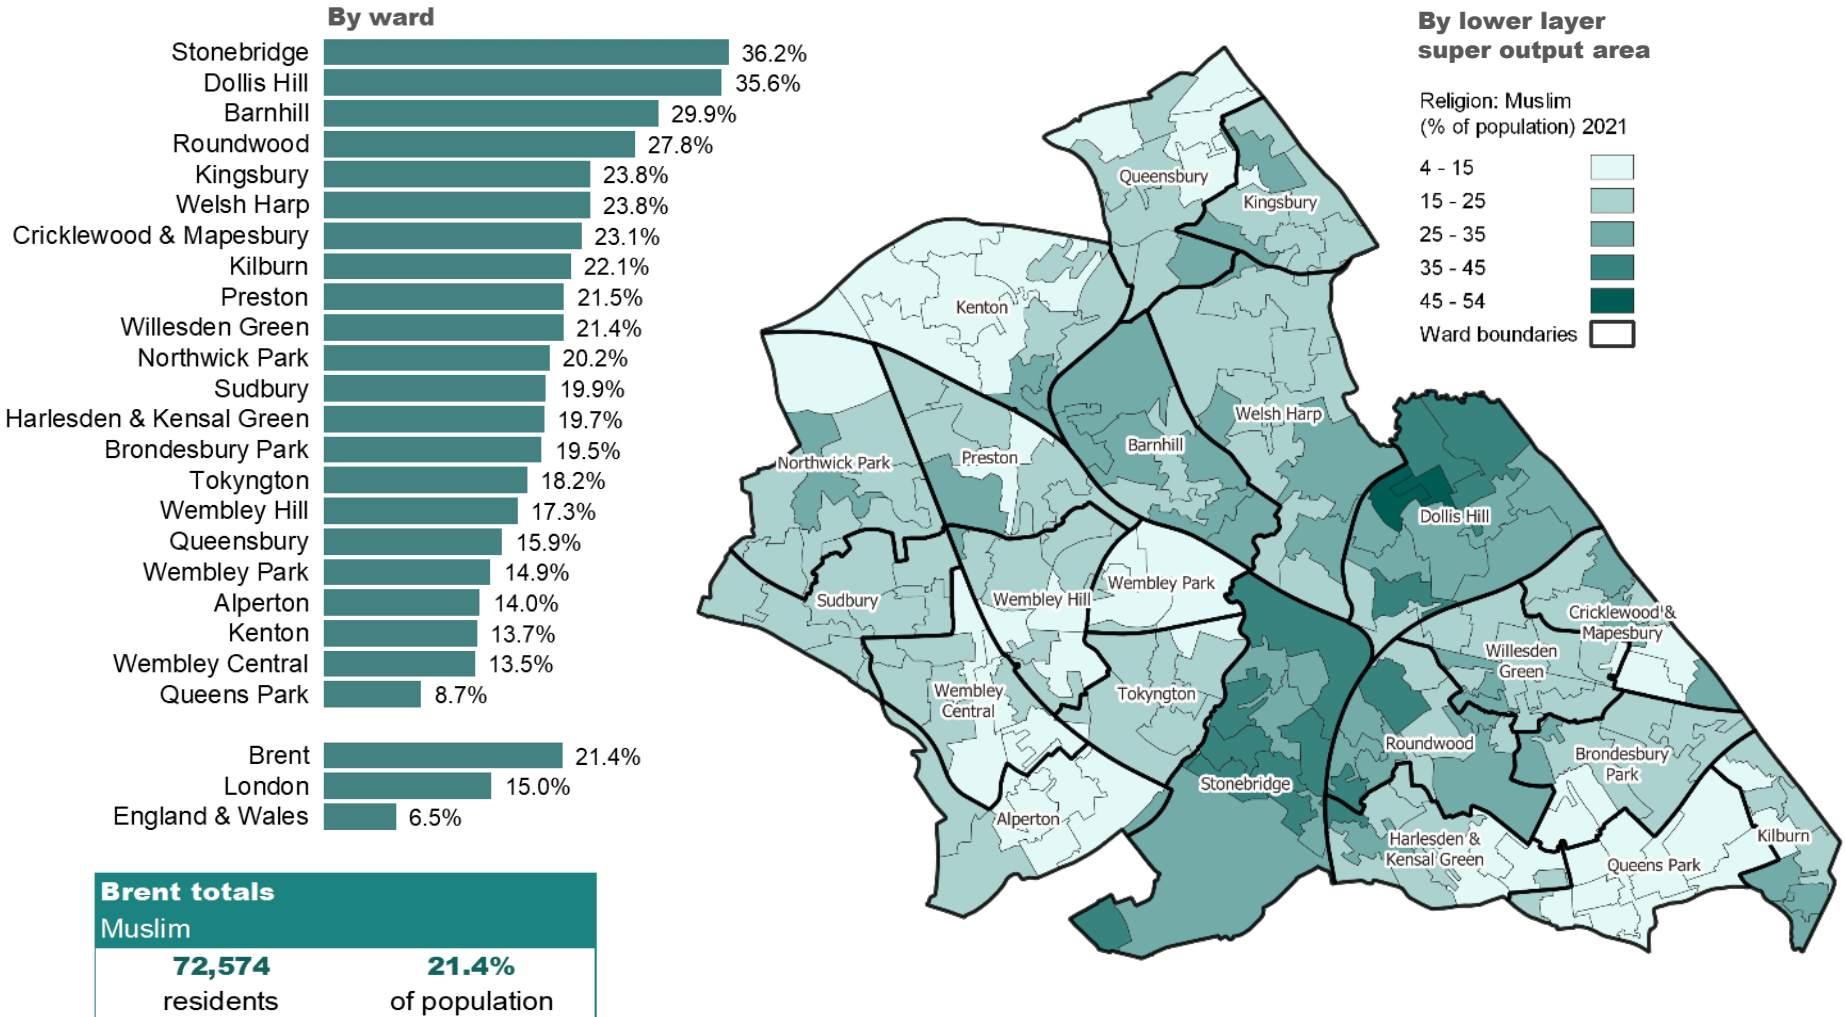 By ward
Stonebridge 36.2%
Dollis Hill 35.6%
Barnhill 29.9%
Roundwood 27.8%
Kingsbury 23.8%
Welsh Harp 23.8%
Cricklewood & Mapesbury 23.1%
Kilburn 22.1%
Preston 21.5%
Willesden Green 21.4%
Northwick Park 20.2%
Sudbury 19.9%
Harlesden & Kensal Green 19.7%
Brondesbury Park 19.5%
Tokyngton 18.2%
Wembley Hill 17.3%
Queensbury 15.9%
Wembley Park 14.9%
Alperton 14.0%
Kenton 13.7%
Wembley Central 13.5%
Queens Park 8.7%
Brent 21.4%
London 15.0%
England & Wales 6.5%
Brent totals
Muslim
72,574 21.4%
residents of population
By lower layer
super output area
Religion: Muslim
(% of population) 2021
4 - 15
15 - 25
25 - 35
35 - 45
45 - 54
Ward boundaries
Queensbury
Kingsbury
Kenton
Welsh Harp
Barnhill
Preston
Northwick Park
Dollis Hill
Wembley Park
Wembley Hill
Sudbury
Cricklewood &
Mapesbury
Willesden
Green
Wembley
Central
Tokyngton
Roundwood
Brondesbury
Park
Stonebridge
Alperton
Harlesden &
Kensal Green
Queens Park
Kilburn